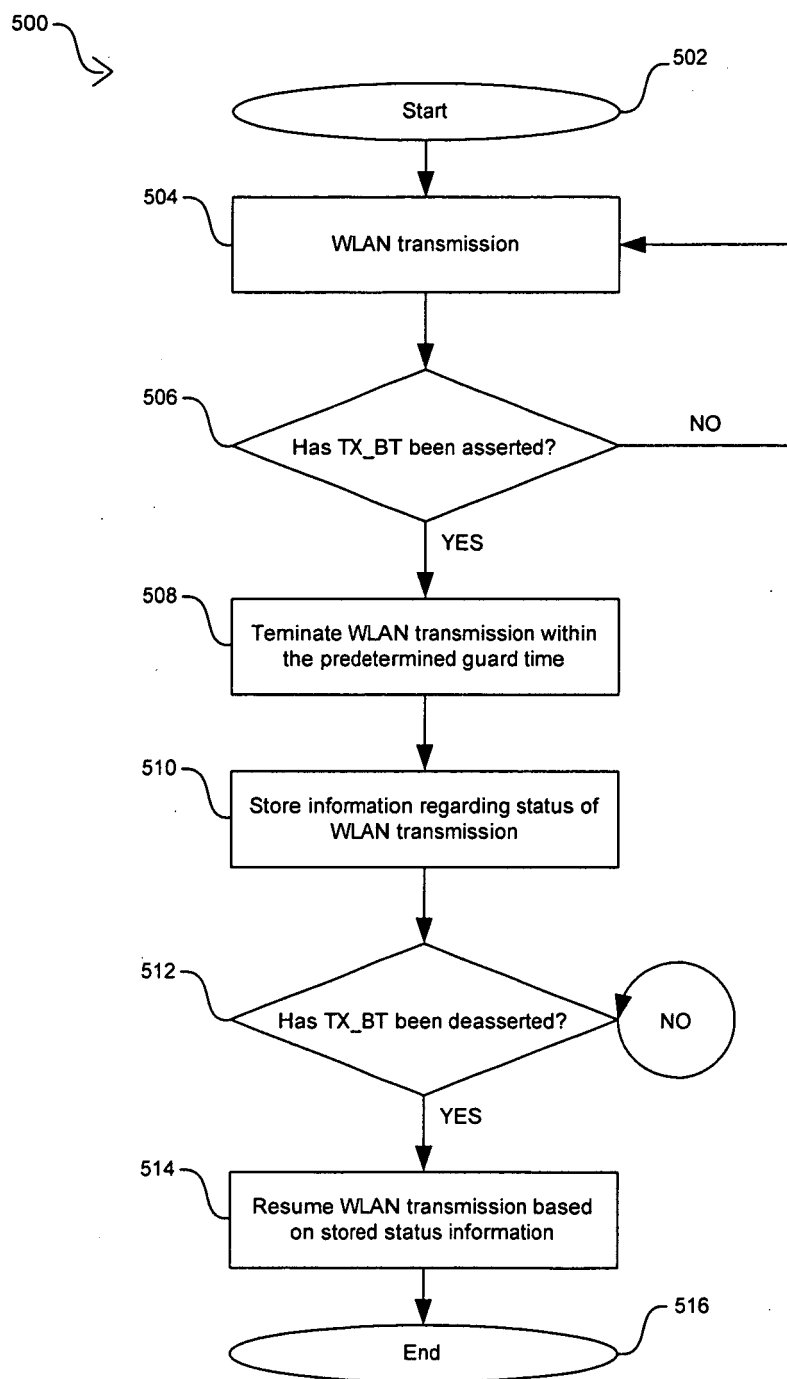 500
502
Start
504
WLAN transmission
506
Has TX_BT been asserted?
NO
YES
508
Teminate WLAN transmission within
the predetermined guard time
510
Store information regarding status of
WLAN transmission
512
Has TX_BT been deasserted?
NO
YES
514
Resume WLAN transmission based
on stored status information
516
End